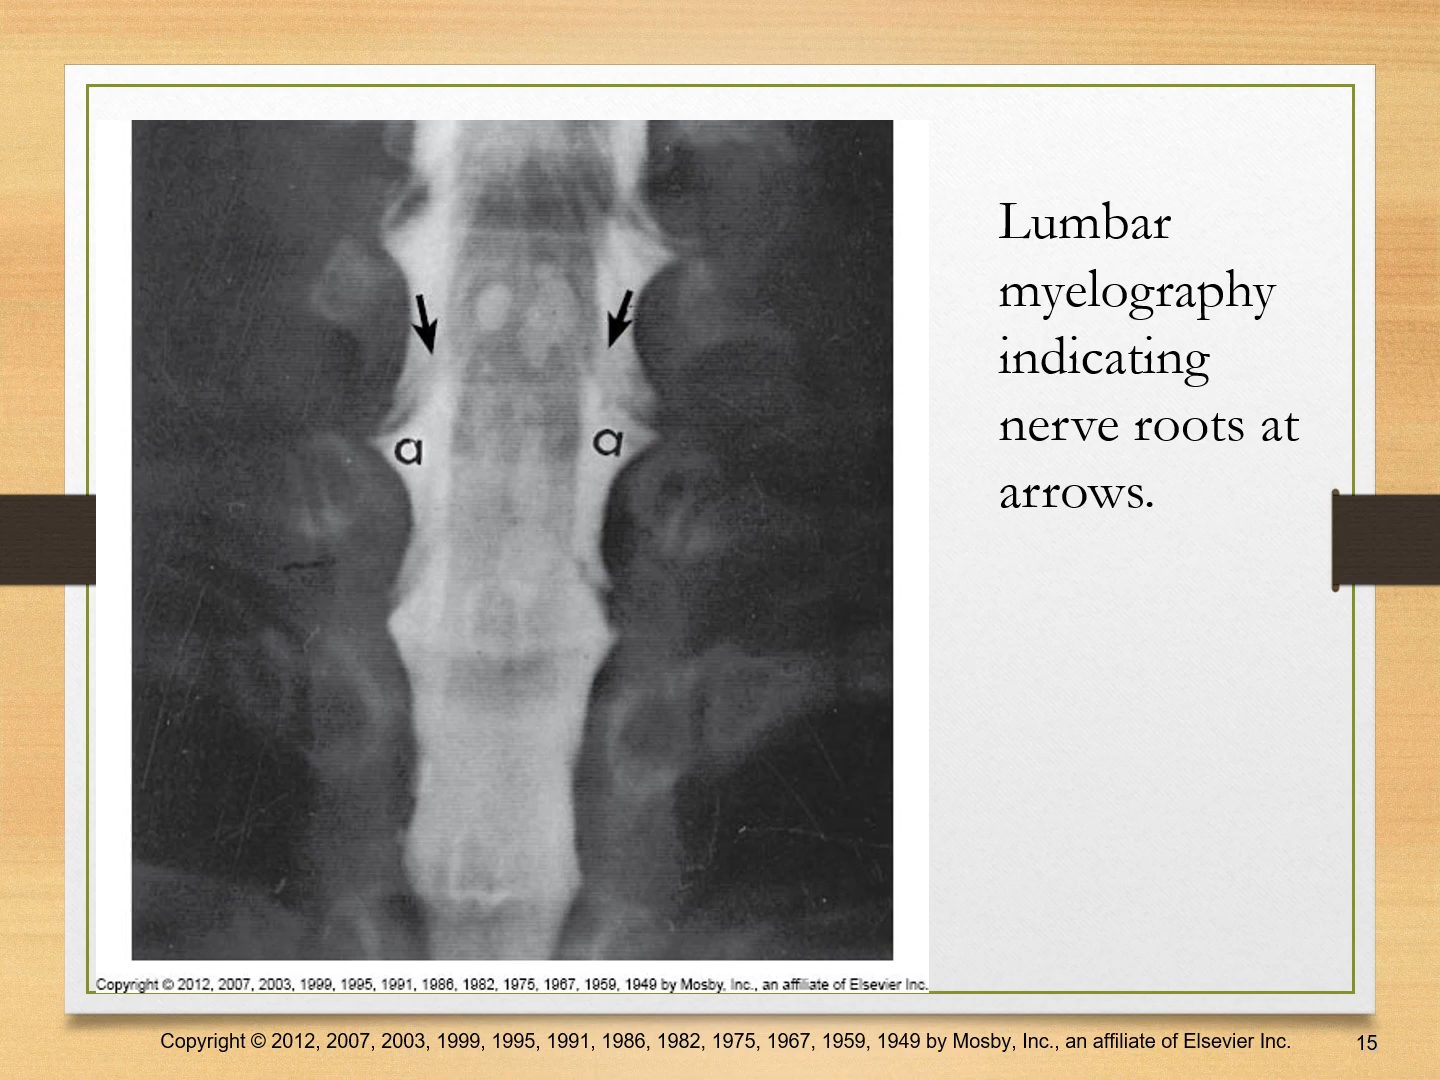 a
a
Lumbar
myelography
indicating
nerve roots at
arrows.
Copyright © 2012, 2007, 2003, 1999, 1995, 1991, 1986, 1982, 1975, 1967, 1959, 1949 by Mosby, Inc., an affiliate of Elsevier Inc.
Copyright © 2012, 2007, 2003, 1999, 1995, 1991, 1986, 1982, 1975, 1967, 1959, 1949 by Mosby, Inc., an affiliate of Elsevier Inc.
15